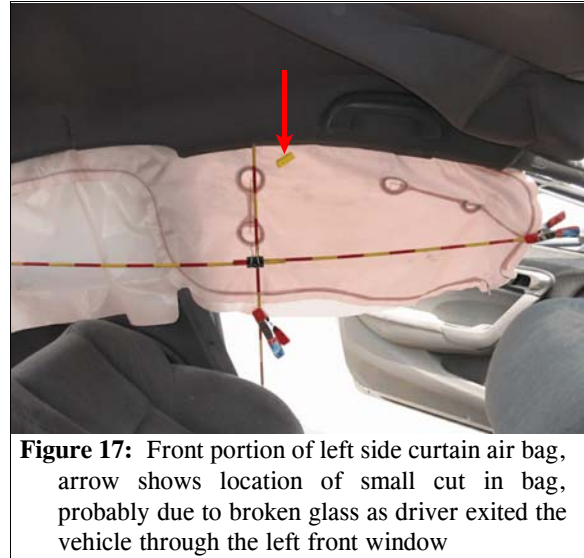 Figure 17: Front portion of left side curtain air bag,
arrow shows location of small cut in bag,
probably due to broken glass as driver exited the
vehicle through the left front window